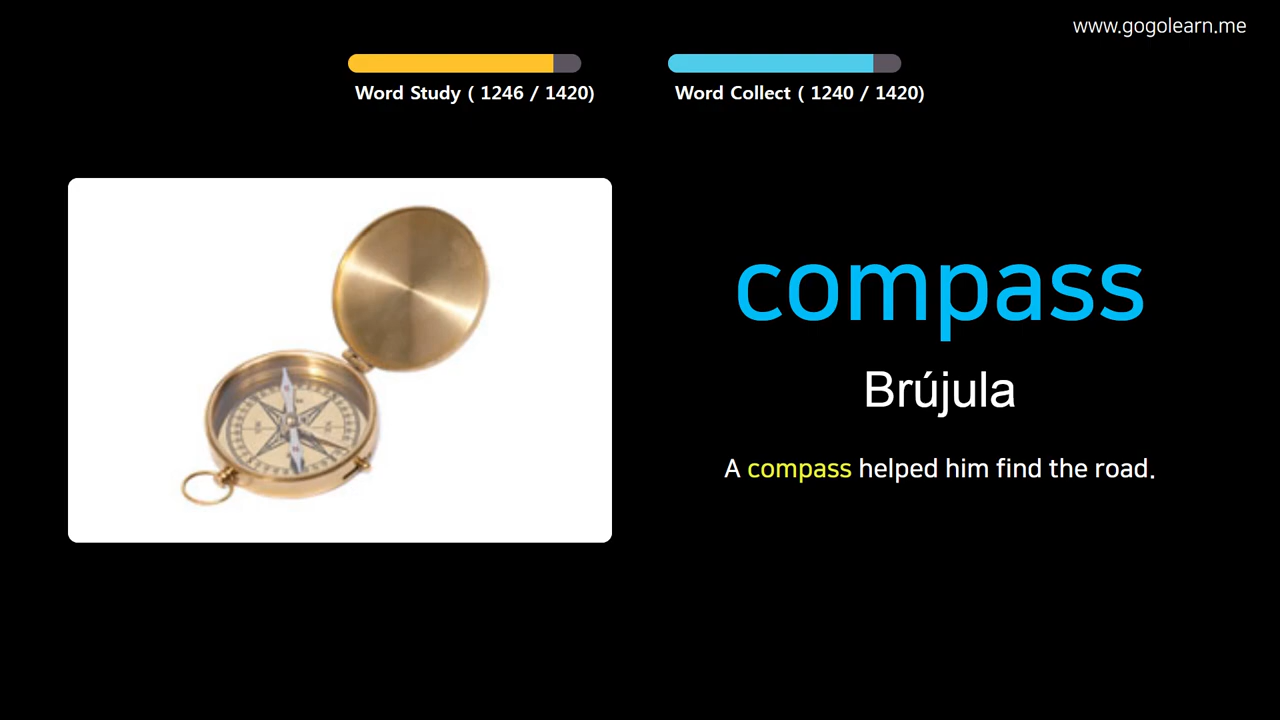 www.gogolearn.me
Word Study ( 1246 / 1420)
Word Collect ( 1240 / 1420)
compass
Brújula
A compass helped him find the road.